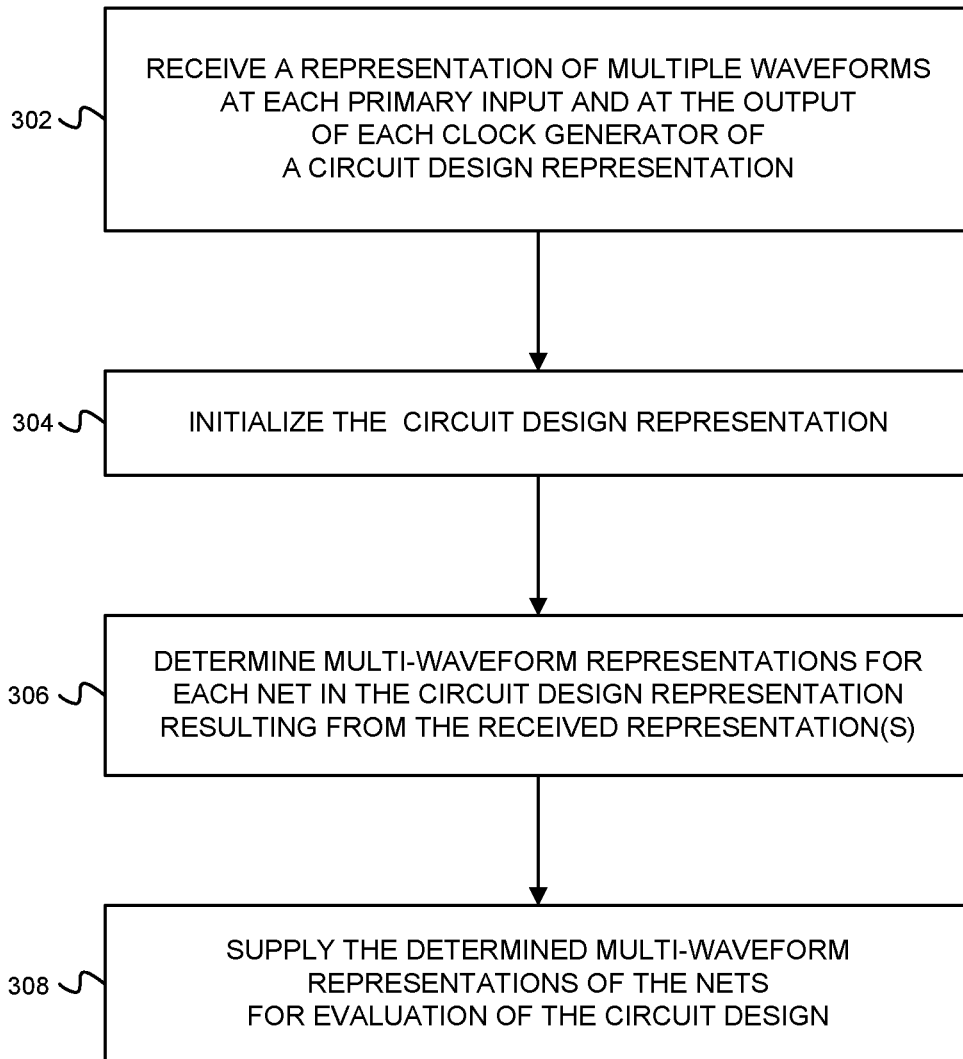 302
RECEIVE A REPRESENTATION OF MULTIPLE WAVEFORMS
AT EACH PRIMARY INPUT AND AT THE OUTPUT
OF EACH CLOCK GENERATOR OF
A CIRCUIT DESIGN REPRESENTATION
304
INITIALIZE THE CIRCUIT DESIGN REPRESENTATION
306
DETERMINE MULTI-WAVEFORM REPRESENTATIONS FOR
EACH NET IN THE CIRCUIT DESIGN REPRESENTATION
RESULTING FROM THE RECEIVED REPRESENTATION(S)
308
SUPPLY THE DETERMINED MULTI-WAVEFORM
REPRESENTATIONS OF THE NETS
FOR EVALUATION OF THE CIRCUIT DESIGN